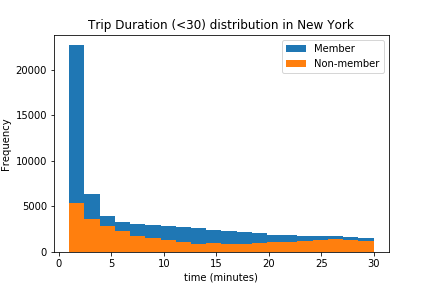 Trip Duration (<30) distribution in New York
Member
Non-member
Frequency
20000
15000
10000
5000
0
0 5 10 15 20 25 30
time (minutes)